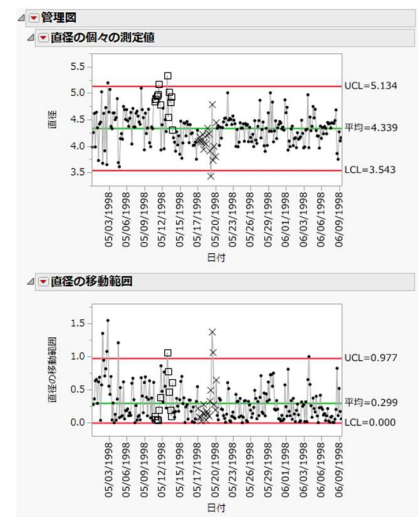 管理図
直径の個々の測定値
5.5
5.0
4.5
4.0
3.5
直径
UCL=5.134
平均=4.339
LCL=3.543
05/03/1998
05/06/1998
05/09/1998
05/12/1998
05/15/1998
05/17/1998
05/20/1998
05/23/1998
05/26/1998
05/29/1998
06/01/1998
06/03/1998
06/06/1998
06/09/1998
日付
直径の移動範囲
1.5
1.0
0.5
0.0
直径の移動範囲
UCL=0.977
平均=0.299
LCL=0.000
05/03/1998
05/06/1998
05/09/1998
05/12/1998
05/15/1998
05/17/1998
05/20/1998
05/23/1998
05/26/1998
05/29/1998
06/01/1998
06/03/1998
06/06/1998
06/09/1998
日付